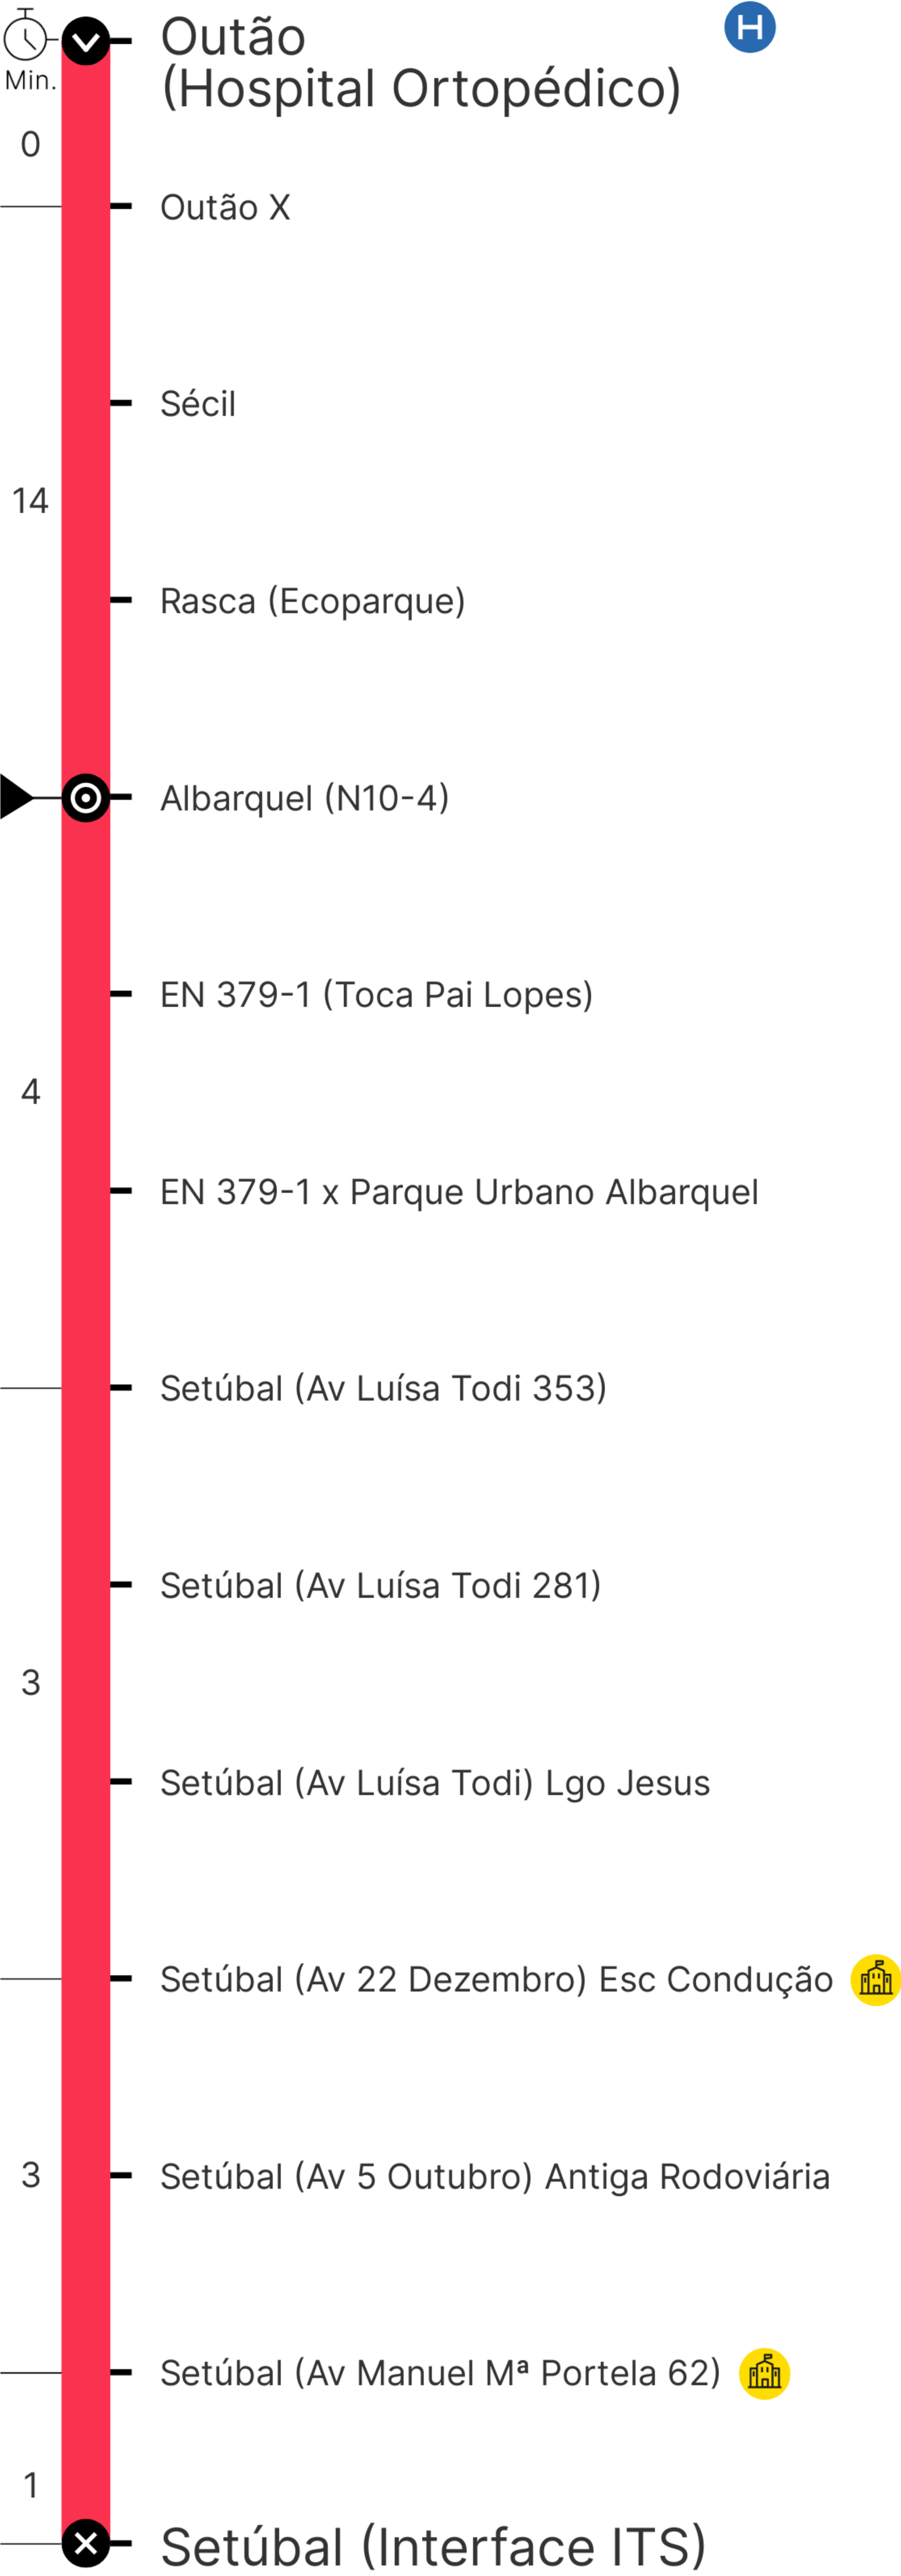 Outão
H
(Hospital Ortopédico)
Min.
0
Outão X
Sécil
14
Rasca (Ecoparque)
Albarquel (N10-4)
EN 379-1 (Toca Pai Lopes)
4
EN 379-1 x Parque Urbano Albarquel
Setúbal (Av Luísa Todi 353)
Setúbal (Av Luísa Todi 281)
3
Setúbal (Av Luísa Todi) Lgo Jesus
Setúbal (Av 22 Dezembro) Esc Condução
3
Setúbal (Av 5 Outubro) Antiga Rodoviária
Setúbal (Av Manuel Mª Portela 62)
1
Setúbal (Interface ITS)